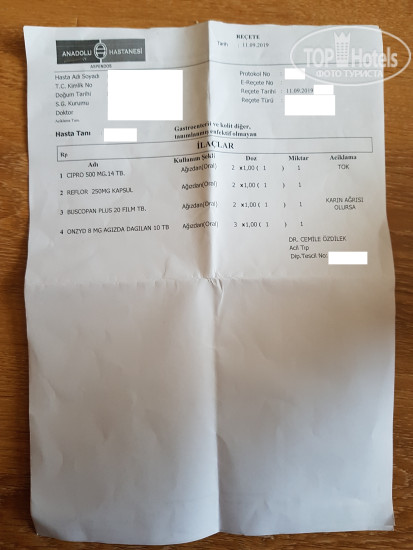 ANADOLU HASTANESİ
ASPENDOS
REÇETE
Tarih : 11.09.2019
TOPHotels
ФОТО ТУРИСТА
Hasta Adı Soyadı
T.C. Kimlik No
Doğum Tarihi
S.G. Kurumu
Doktor
Açıklama Tanı
Protokol No
E-Reçete No
Reçete Tarihi : 11.09.2019
Reçete Türü :
Hasta Tanı
Gastroenterit ve kolit diğer,
tanımlanmış enfektif olmayan
İLAÇLAR
Rp
Adı Kullanım Şekli Doz Miktar Acıklama
1 CIPRO 500 MG.14 TB. Ağızdan(Oral) 2 x1,00 ( 1 ) 1 TOK
2 REFLOR 250MG KAPSUL Ağızdan(Oral) 2 x1,00 ( 1 ) 1
3 BUSCOPAN PLUS 20 FILM TB. Ağızdan(Oral) 2 x1,00 ( 1 ) 1 KARIN AĞRISI OLURSA
4 ONZYD 8 MG AGIZDA DAGILAN 10 TB Ağızdan(Oral) 3 x1,00 ( 1 ) 1
DR. CEMİLE ÖZDİLEK
Acil Tıp
Dip.Tescil No: